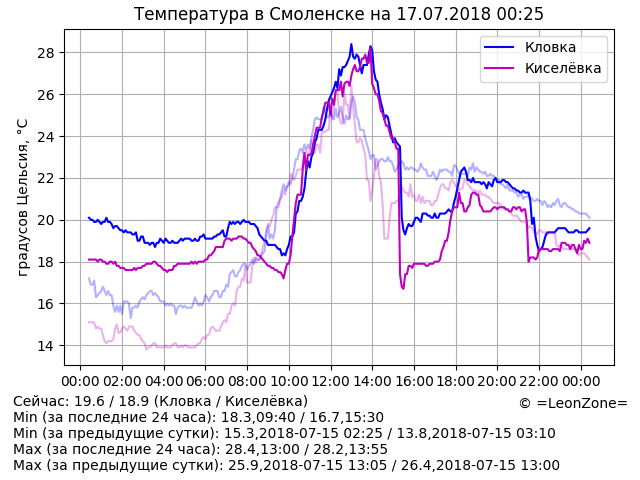 Температура в Смоленске на 17.07.2018 00:25
Кловка
Киселёвка
градусов Цельсия, °C
28
26
24
22
20
18
16
14
00:00 02:00 04:00 06:00 08:00 10:00 12:00 14:00 16:00 18:00 20:00 22:00 00:00
Сейчас: 19.6 / 18.9 (Кловка / Киселёвка)
© =LeonZone=
Min (за последние 24 часа): 18.3,09:40 / 16.7,15:30
Min (за предыдущие сутки): 15.3,2018-07-15 02:25 / 13.8,2018-07-15 03:10
Max (за последние 24 часа): 28.4,13:00 / 28.2,13:55
Max (за предыдущие сутки): 25.9,2018-07-15 13:05 / 26.4,2018-07-15 13:00